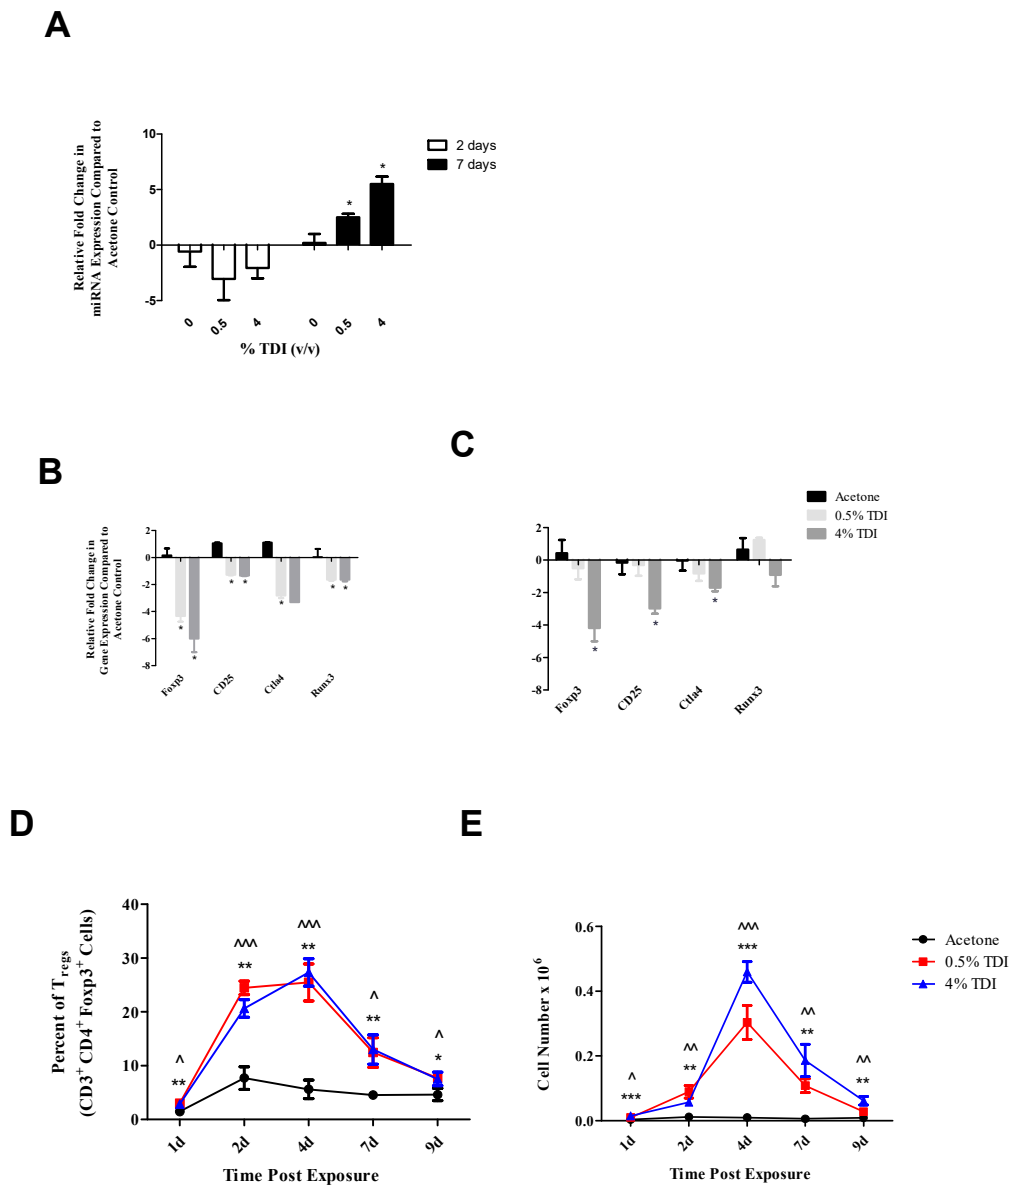 A
Relative Fold Change in
miRNA Expression Compared to
Acetone Control
10
5
0
-5
2 days
7 days
*
*
0
0.5
4
0
0.5
4
% TDI (v/v)
B
Relative Fold Change in
Gene Expression Compared to
Acetone Control
2
0
-2
-4
-6
-8
*
*
*
*
*
*
*
Foxp3
CD25
Ctla4
Runx3
C
2
0
-2
-4
-6
-8
*
*
*
Foxp3
CD25
Ctla4
Runx3
Acetone
0.5% TDI
4% TDI
D
Percent of Tregs
(CD3+ CD4+ Foxp3+ Cells)
40
30
20
10
0
^
**
^^^
**
^^^
**
^
**
^
*
1d
2d
4d
7d
9d
Time Post Exposure
E
Cell Number x 10^6
0.6
0.4
0.2
0.0
^
***
^^
**
^^^
***
^^
**
^^
**
1d
2d
4d
7d
9d
Time Post Exposure
Acetone
0.5% TDI
4% TDI